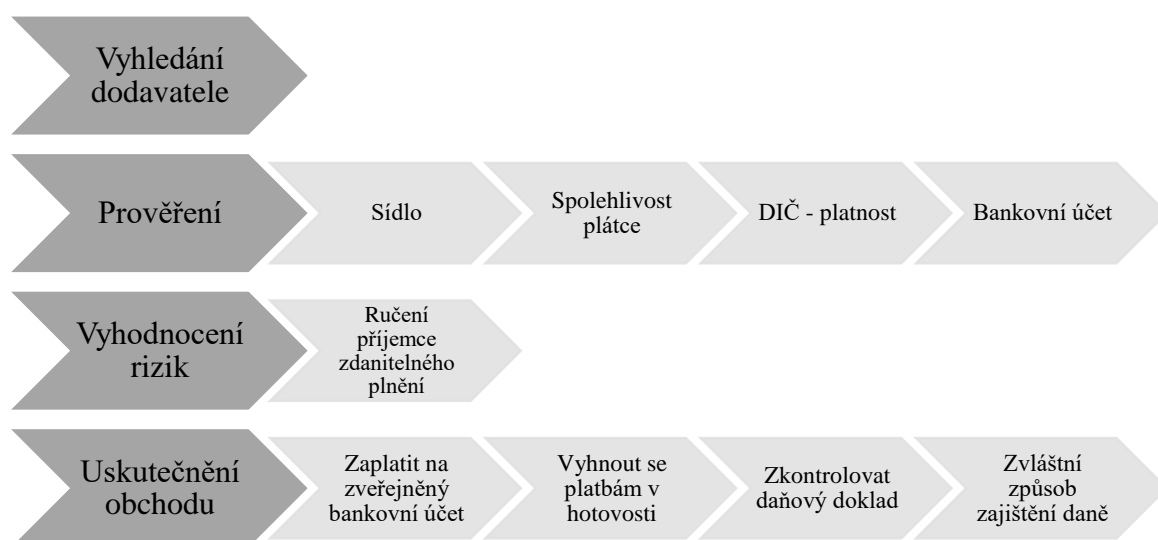 Vyhledání
dodavatele
Prověření
Sídlo
Spolehlivost
plátce
DIČ - platnost
Bankovní účet
Vyhodnocení
rizik
Ručení
příjemce
zdanitelného
plnění
Uskutečnění
obchodu
Zaplatit na
zveřejněný
bankovní účet
Vyhnout se
platbám v
hotovosti
Zkontrolovat
daňový doklad
Zvláštní
způsob
zajištění daně